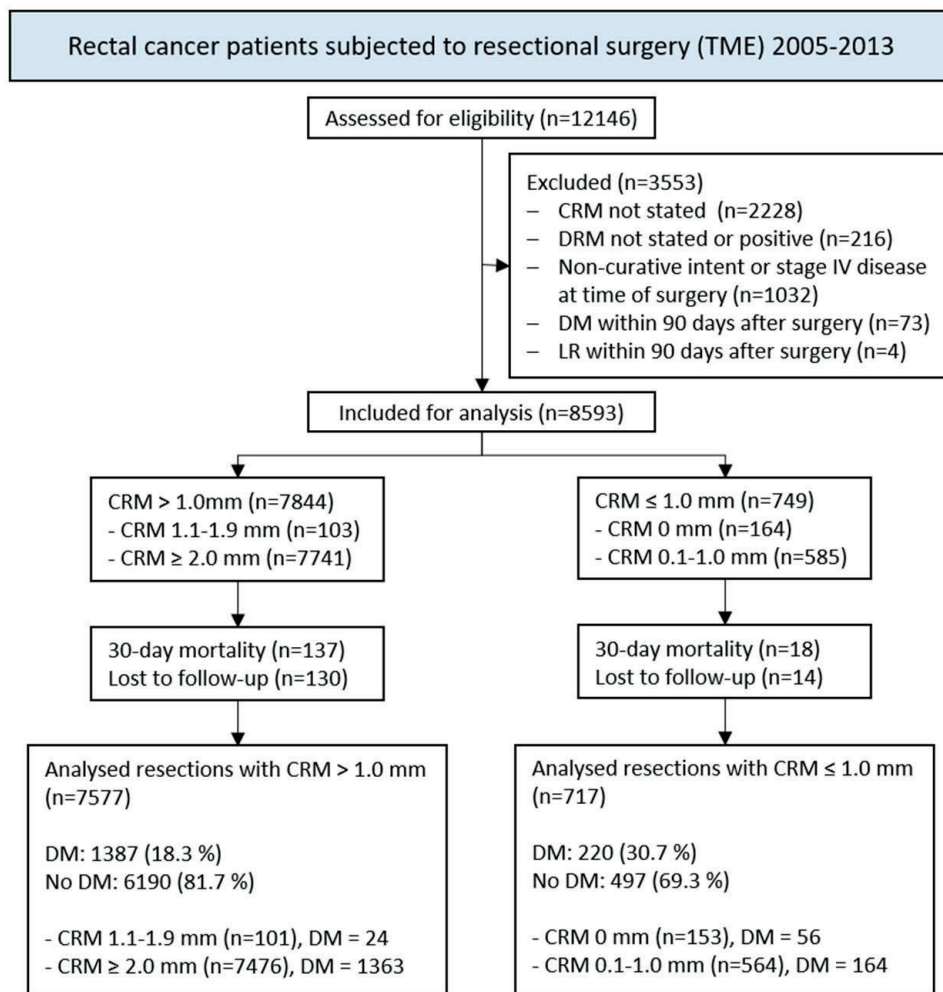 Rectal cancer patients subjected to resectional surgery (TME) 2005-2013
Assessed for eligibility (n=12146)
Excluded (n=3553)
– CRM not stated (n=2228)
– DRM not stated or positive (n=216)
– Non-curative intent or stage IV disease
at time of surgery (n=1032)
– DM within 90 days after surgery (n=73)
– LR within 90 days after surgery (n=4)
Included for analysis (n=8593)
CRM > 1.0mm (n=7844)
- CRM 1.1-1.9 mm (n=103)
- CRM ≥ 2.0 mm (n=7741)
CRM ≤ 1.0 mm (n=749)
- CRM 0 mm (n=164)
- CRM 0.1-1.0 mm (n=585)
30-day mortality (n=137)
Lost to follow-up (n=130)
30-day mortality (n=18)
Lost to follow-up (n=14)
Analysed resections with CRM > 1.0 mm
(n=7577)
DM: 1387 (18.3 %)
No DM: 6190 (81.7 %)
- CRM 1.1-1.9 mm (n=101), DM = 24
- CRM ≥ 2.0 mm (n=7476), DM = 1363
Analysed resections with CRM ≤ 1.0 mm
(n=717)
DM: 220 (30.7 %)
No DM: 497 (69.3 %)
- CRM 0 mm (n=153), DM = 56
- CRM 0.1-1.0 mm (n=564), DM = 164